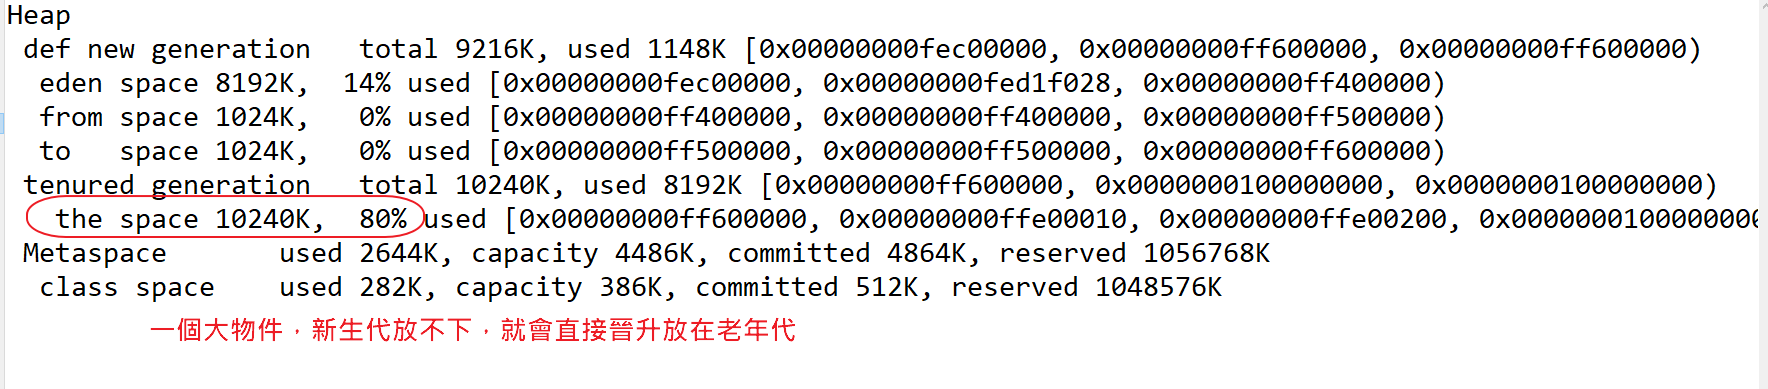 Heap
def new generation   total 9216K, used 1148K [0x00000000fec00000, 0x00000000ff600000, 0x00000000ff600000)
eden space 8192K,  14% used [0x00000000fec00000, 0x00000000fed1f028, 0x00000000ff400000)
from space 1024K,   0% used [0x00000000ff400000, 0x00000000ff400000, 0x00000000ff500000)
to   space 1024K,   0% used [0x00000000ff500000, 0x00000000ff500000, 0x00000000ff600000)
tenured generation   total 10240K, used 8192K [0x00000000ff600000, 0x0000000100000000, 0x0000000100000000)
the space 10240K,  80% used [0x00000000ff600000, 0x00000000ffe00010, 0x00000000ffe00200, 0x0000000100000000
Metaspace       used 2644K, capacity 4486K, committed 4864K, reserved 1056768K
class space    used 282K, capacity 386K, committed 512K, reserved 1048576K
一個大物件，新生代放不下，就會直接晉升放在老年代